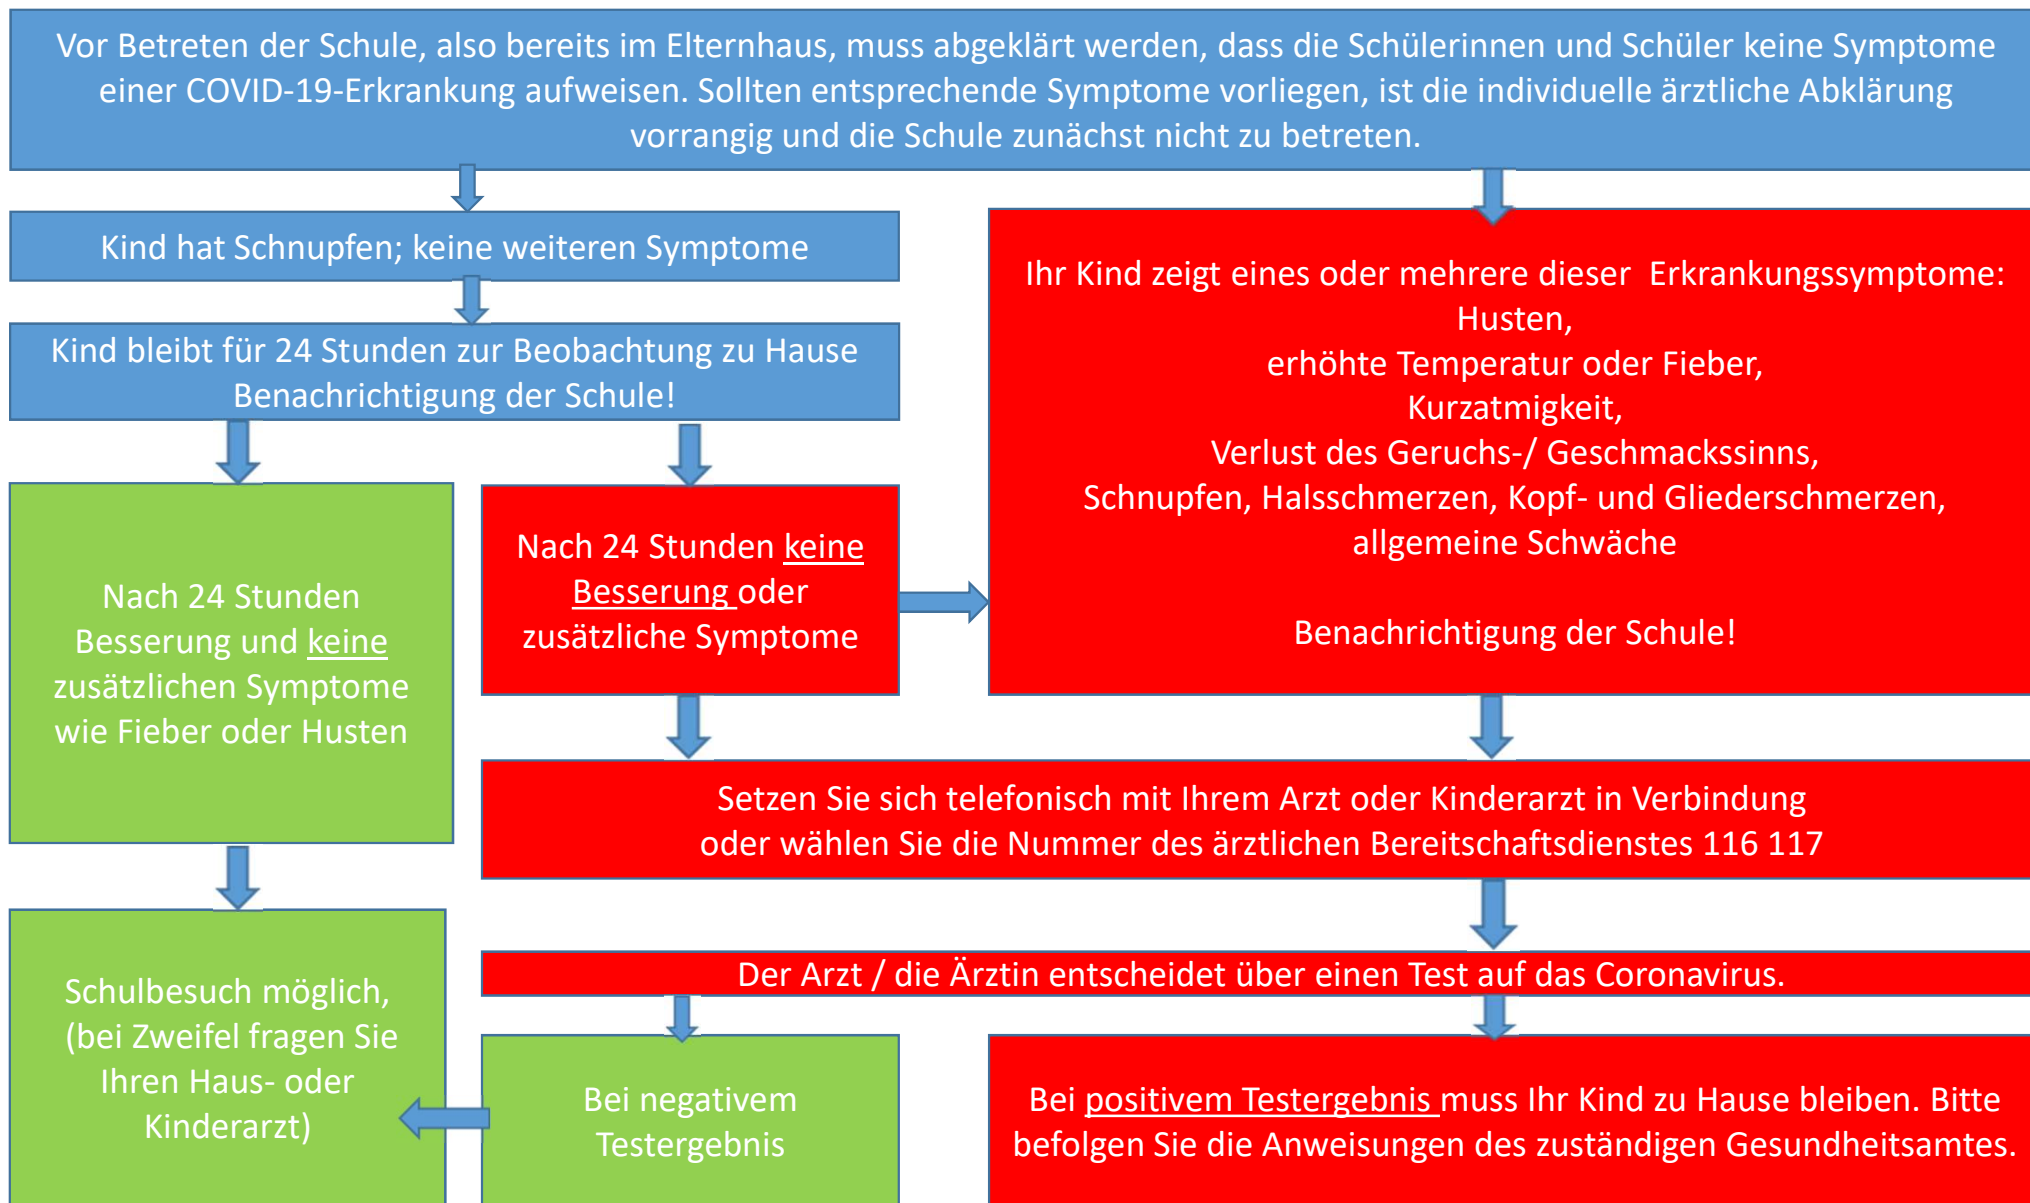 Vor Betreten der Schule, also bereits im Elternhaus, muss abgeklärt werden, dass die Schülerinnen und Schüler keine Symptome
einer COVID-19-Erkrankung aufweisen. Sollten entsprechende Symptome vorliegen, ist die individuelle ärztliche Abklärung
vorrangig und die Schule zunächst nicht zu betreten.
Kind hat Schnupfen; keine weiteren Symptome
Kind bleibt für 24 Stunden zur Beobachtung zu Hause
Benachrichtigung der Schule!
Nach 24 Stunden
Besserung und keine
zusätzlichen Symptome
wie Fieber oder Husten
Nach 24 Stunden keine
Besserung oder
zusätzliche Symptome
Ihr Kind zeigt eines oder mehrere dieser Erkrankungssymptome:
Husten,
erhöhte Temperatur oder Fieber,
Kurzatmigkeit,
Verlust des Geruchs-/ Geschmackssinns,
Schnupfen, Halsschmerzen, Kopf- und Gliederschmerzen,
allgemeine Schwäche
Benachrichtigung der Schule!
Setzen Sie sich telefonisch mit Ihrem Arzt oder Kinderarzt in Verbindung
oder wählen Sie die Nummer des ärztlichen Bereitschaftsdienstes 116 117
Der Arzt / die Ärztin entscheidet über einen Test auf das Coronavirus.
Schulbesuch möglich,
(bei Zweifel fragen Sie
Ihren Haus- oder
Kinderarzt)
Bei negativem
Testergebnis
Bei positivem Testergebnis muss Ihr Kind zu Hause bleiben. Bitte
befolgen Sie die Anweisungen des zuständigen Gesundheitsamtes.